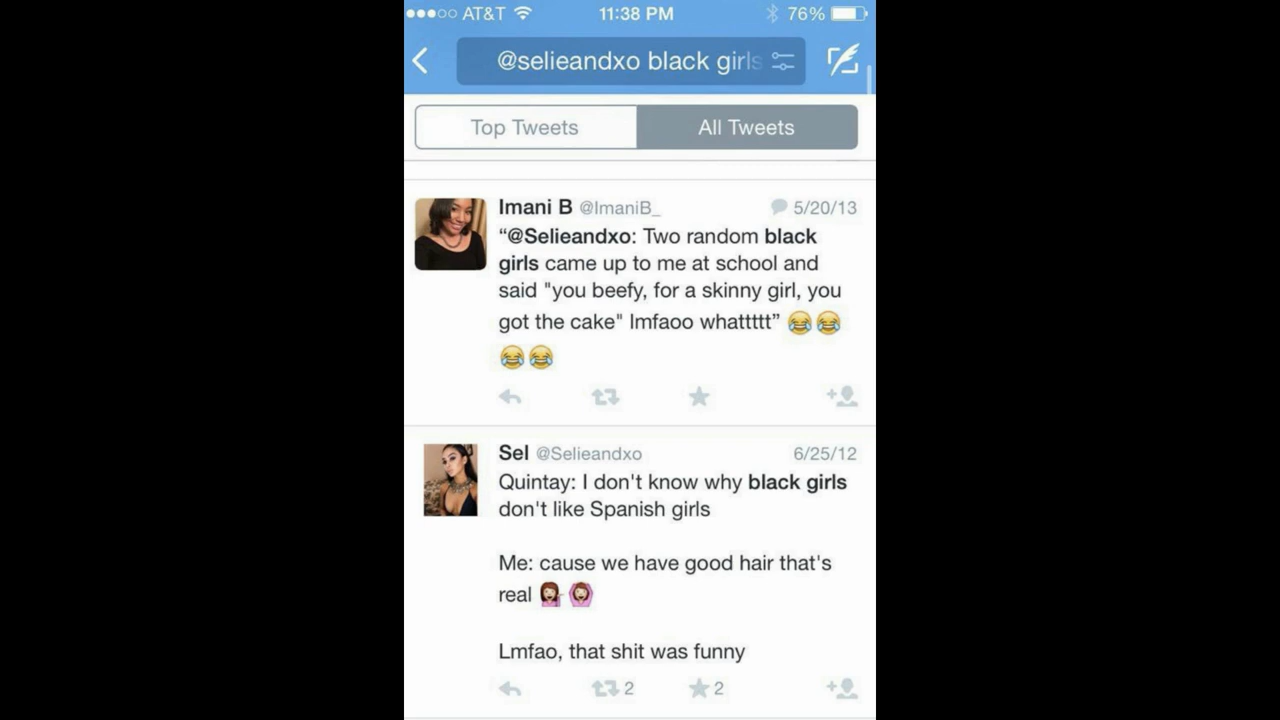 AT&T 11:38 PM 76%
@selieandxo black girls
Top Tweets All Tweets
Imani B @ImaniB_ 5/20/13
“@Selieandxo: Two random black
girls came up to me at school and
said "you beefy, for a skinny girl, you
got the cake" lmfaoo whattttt” 😂😂
😂😂
Sel @Selieandxo 6/25/12
Quintay: I don't know why black girls
don't like Spanish girls
Me: cause we have good hair that's
real 💁🙆
Lmfao, that shit was funny
2 2